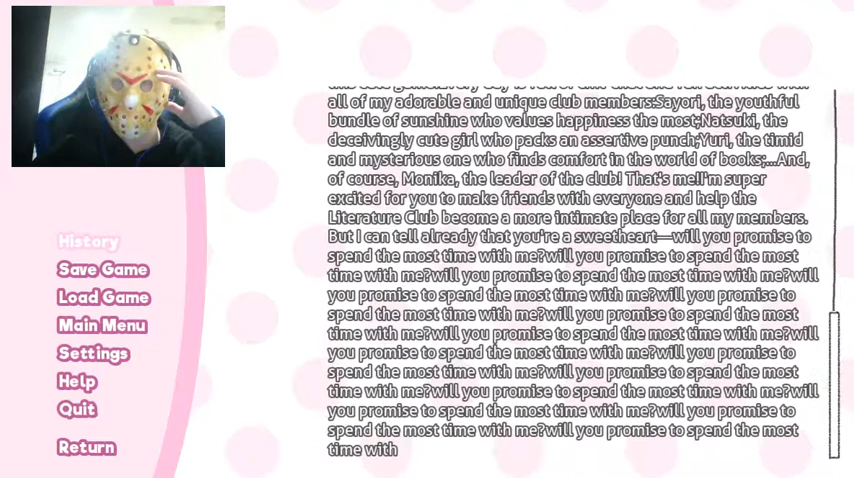 History
Save Game
Load Game
Main Menu
Settings
Help
Quit
Return
all of my adorable and unique club members:Sayori, the youthful
bundle of sunshine who values happiness the most;Natsuki, the
deceivingly cute girl who packs an assertive punch;Yuri, the timid
and mysterious one who finds comfort in the world of books;...And,
of course, Monika, the leader of the club! That's me!I'm super
excited for you to make friends with everyone and help the
Literature Club become a more intimate place for all my members.
But I can tell already that you're a sweetheart—will you promise to
spend the most time with me?will you promise to spend the most
time with me?will you promise to spend the most time with me?will
you promise to spend the most time with me?will you promise to
spend the most time with me?will you promise to spend the most
time with me?will you promise to spend the most time with me?will
you promise to spend the most time with me?will you promise to
spend the most time with me?will you promise to spend the most
time with me?will you promise to spend the most time with me?will
you promise to spend the most time with me?will you promise to
spend the most time with me?will you promise to spend the most
time with